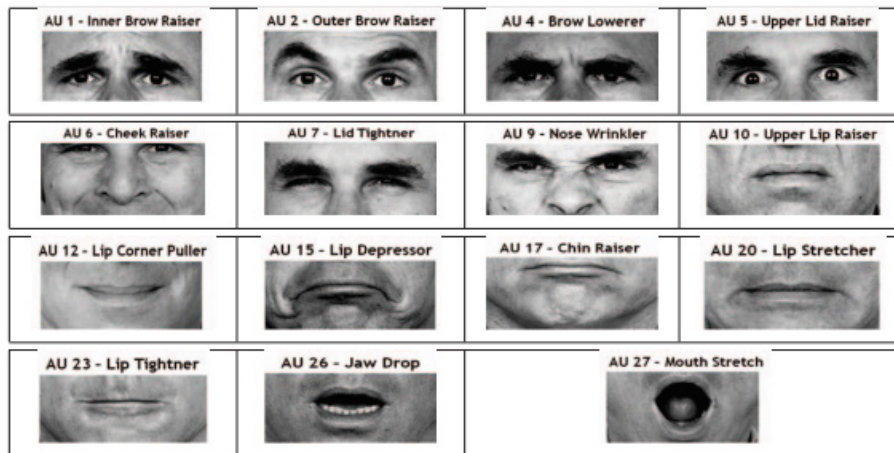 AU 1 - Inner Brow Raiser
AU 2 - Outer Brow Raiser
AU 4 - Brow Lowerer
AU 5 - Upper Lid Raiser
AU 6 - Cheek Raiser
AU 7 - Lid Tightner
AU 9 - Nose Wrinkler
AU 10 - Upper Lip Raiser
AU 12 - Lip Corner Puller
AU 15 - Lip Depressor
AU 17 - Chin Raiser
AU 20 - Lip Stretcher
AU 23 - Lip Tightner
AU 26 - Jaw Drop
AU 27 - Mouth Stretch